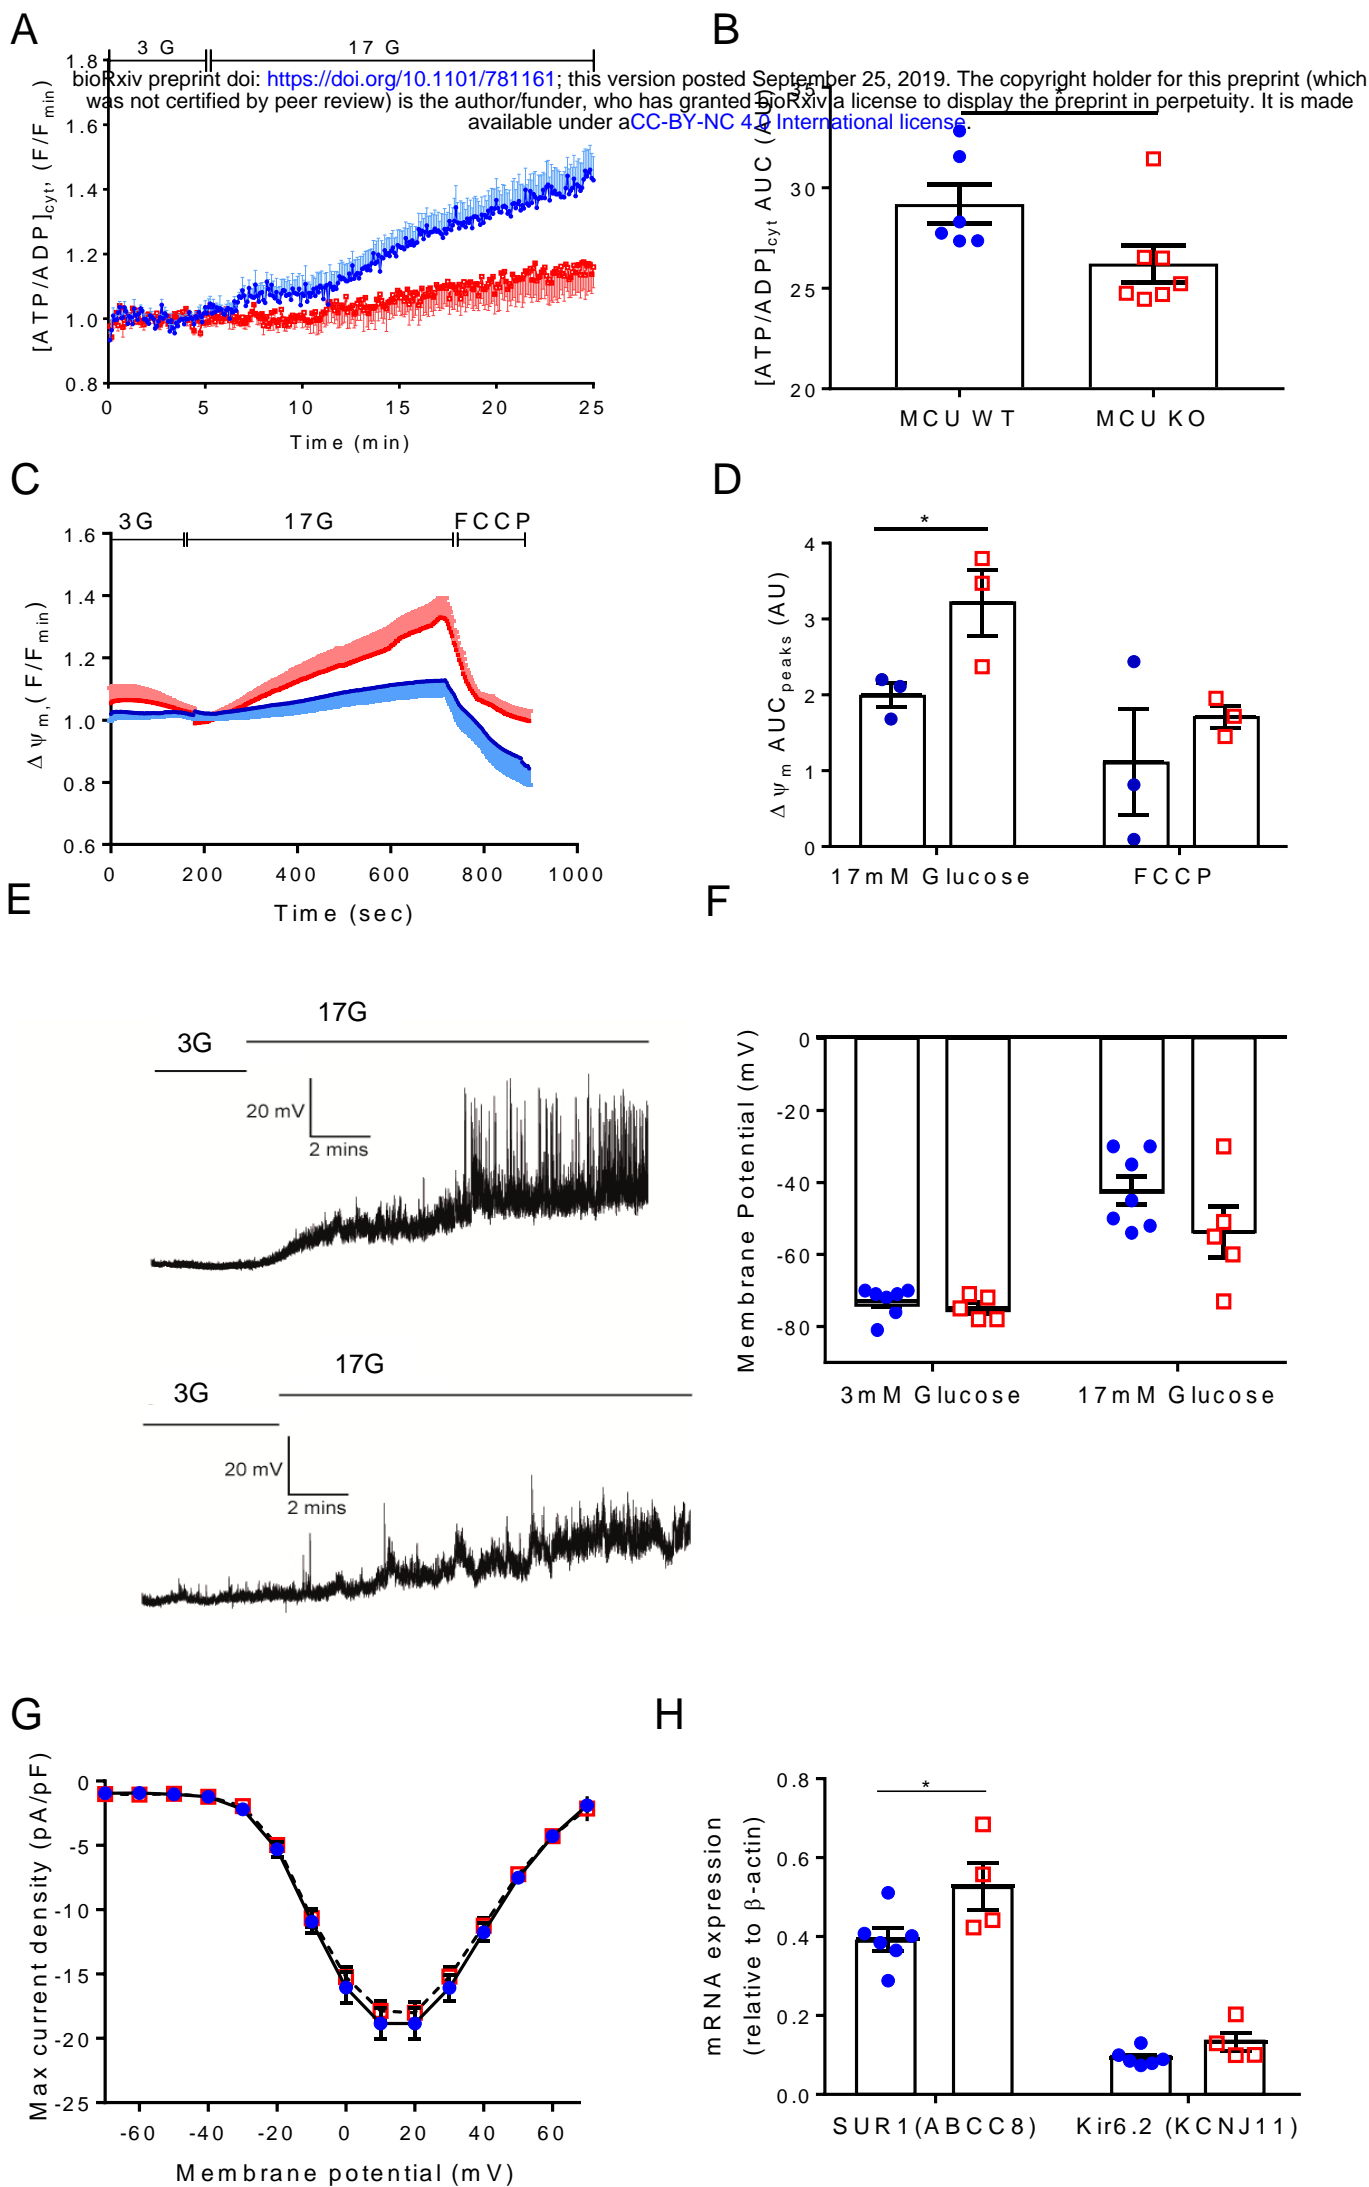 A
B
3 G
17 G
bioRxiv preprint doi: https://doi.org/10.1101/781161; this version posted September 25, 2019. The copyright holder for this preprint (which
was not certified by peer review) is the author/funder, who has granted bioRxiv a license to display the preprint in perpetuity. It is made
available under aCC-BY-NC 4.0 International license.
[ATP/ADP]cyt, (F/Fmin)
1.8
1.6
1.4
1.2
1.0
0.8
0 5 10 15 20 25
Time (min)
[ATP/ADP]cyt AUC (AU)
35
30
25
20
*
MCU WT MCU KO
C
D
3G 17G FCCP
Δψm, (F/Fmin)
1.6
1.4
1.2
1.0
0.8
0.6
0 200 400 600 800 1000
Time (sec)
Δψm AUCpeaks (AU)
4
3
2
1
0
*
17mM Glucose FCCP
E
F
17G
3G
20 mV
2 mins
17G
3G
20 mV
2 mins
Membrane Potential (mV)
0
-20
-40
-60
-80
3mM Glucose 17mM Glucose
G
H
Max current density (pA/pF)
0
-5
-10
-15
-20
-25
-60 -40 -20 0 20 40 60
Membrane potential (mV)
mRNA expression
(relative to β-actin)
0.8
0.6
0.4
0.2
0.0
*
SUR1(ABCC8) Kir6.2 (KCNJ11)